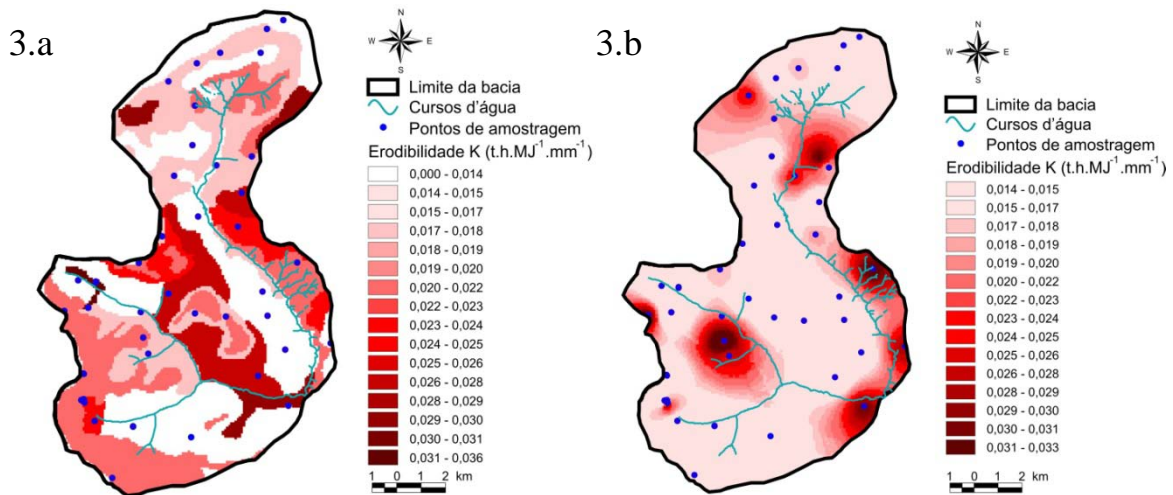 3.a
N
W E
S
Limite da bacia
Cursos d'água
Pontos de amostragem
Erodibilidade K (t.h.MJ⁻¹.mm⁻¹)
0,000 - 0,014
0,014 - 0,015
0,015 - 0,017
0,017 - 0,018
0,018 - 0,019
0,019 - 0,020
0,020 - 0,022
0,022 - 0,023
0,023 - 0,024
0,024 - 0,025
0,025 - 0,026
0,026 - 0,028
0,028 - 0,029
0,029 - 0,030
0,030 - 0,031
0,031 - 0,036
1 0 1 2 km
3.b
N
W E
S
Limite da bacia
Cursos d'água
Pontos de amostragem
Erodibilidade K (t.h.MJ⁻¹.mm⁻¹)
0,014 - 0,015
0,015 - 0,017
0,017 - 0,018
0,018 - 0,019
0,019 - 0,020
0,020 - 0,022
0,022 - 0,023
0,023 - 0,024
0,024 - 0,025
0,025 - 0,026
0,026 - 0,028
0,028 - 0,029
0,029 - 0,030
0,030 - 0,031
0,031 - 0,033
1 0 1 2 km